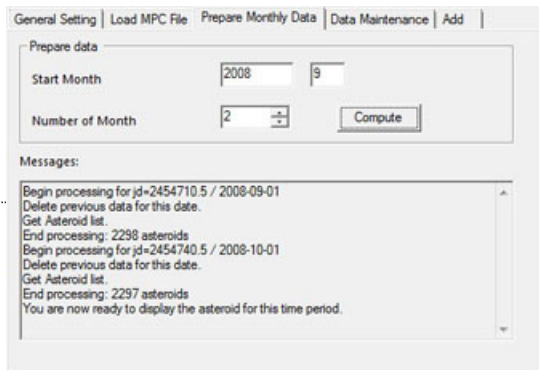 General Setting Load MPC File Prepare Monthly Data Data Maintenance Add
Prepare data
Start Month 2008 9
Number of Month 2 Compute
Messages:
Begin processing for jd=2454710.5 / 2008-09-01
Delete previous data for this date.
Get Asteroid list.
End processing: 2298 asteroids
Begin processing for jd=2454740.5 / 2008-10-01
Delete previous data for this date.
Get Asteroid list.
End processing: 2297 asteroids
You are now ready to display the asteroid for this time period.